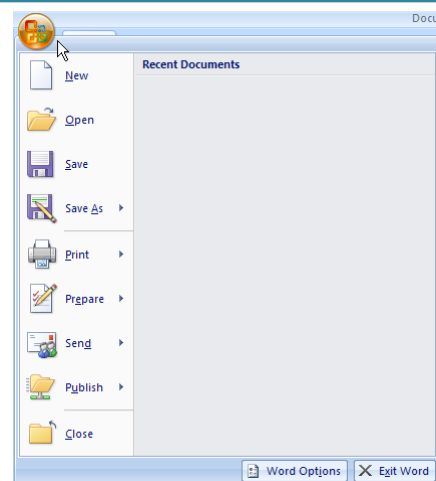 Docu
Recent Documents
New
Open
Save
Save As
Print
Prepare
Send
Publish
Close
Word Options
Exit Word